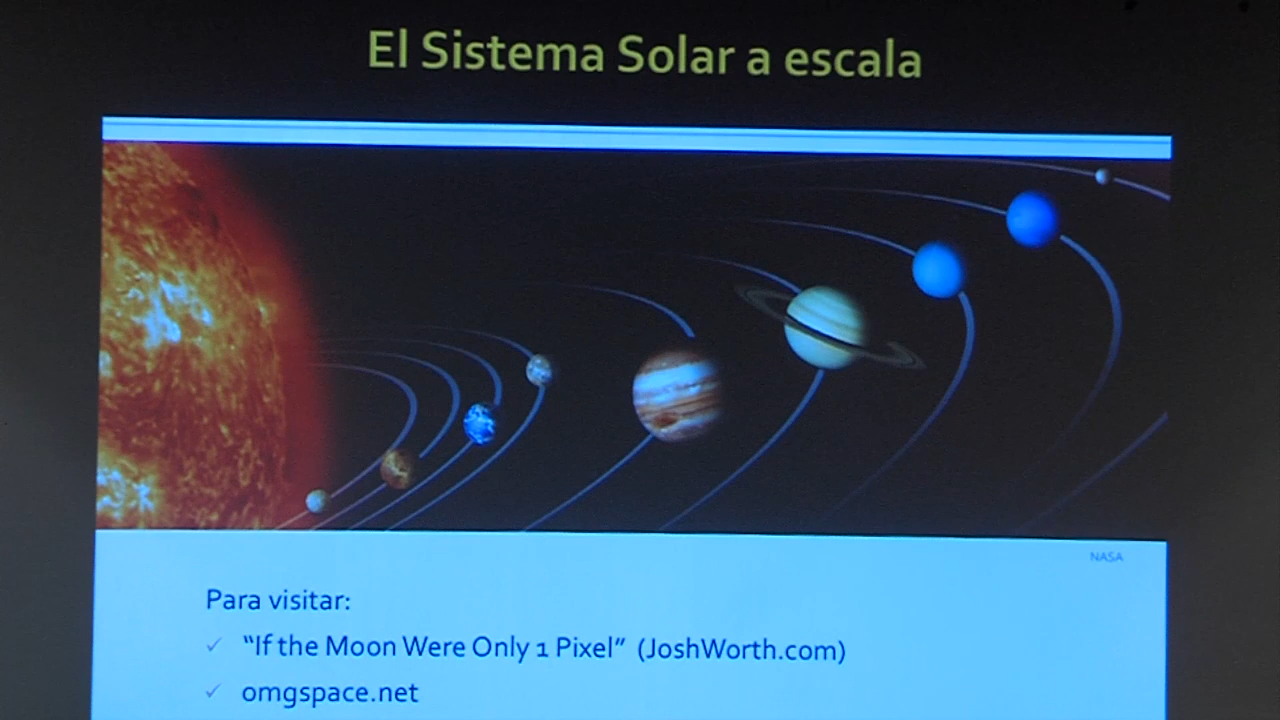 El Sistema Solar a escala
NASA
Para visitar:
✓ “If the Moon Were Only 1 Pixel” (JoshWorth.com)
✓ omgspace.net